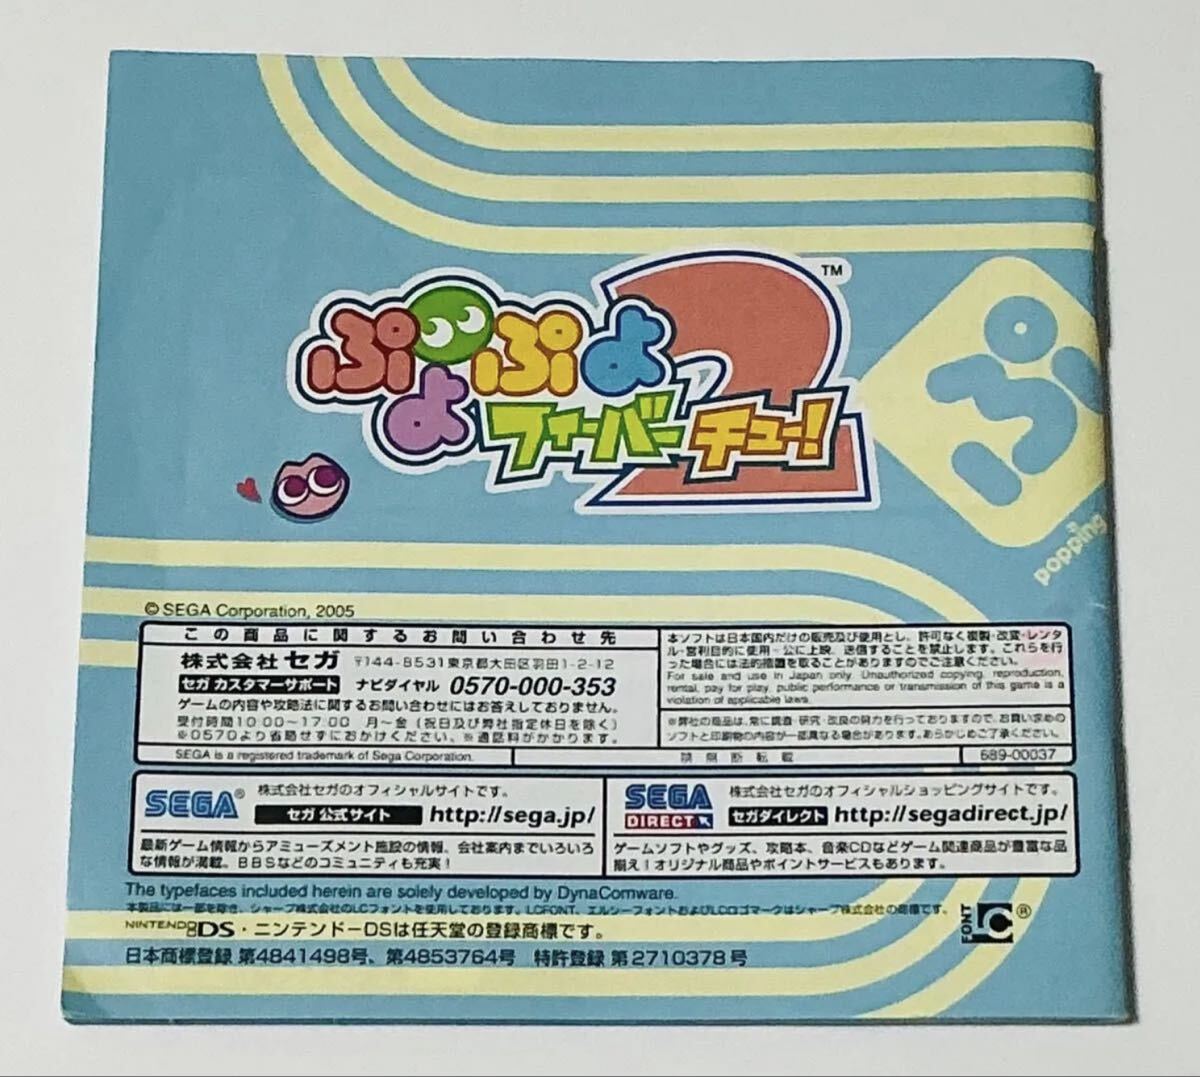 ぷよぷよ
フィーバー 2 チュー! TM
ぷ
popping
© SEGA Corporation, 2005
この商品に関するお問い合わせ先
株式会社 セガ 〒144-8531 東京都大田区羽田1-2-12
セガ カスタマーサポート ナビダイヤル 0570-000-353
ゲームの内容や攻略法に関するお問い合わせにはお答えしておりません。
受付時間10:00〜17:00 月〜金(祝日及び弊社指定休日を除く)
※0570より省略せずにおかけください。※通話料がかかります。
本ソフトは日本国内だけの販売及び使用とし、許可なく複製・改変・レンタ
ル・営利目的に使用・公に上映、送信することを禁止します。これらを行
った場合には法的措置を取ることがありますのでご注意ください。
For sale and use in Japan only. Unauthorized copying, reproduction,
rental, pay for play, public performance or transmission of this game is a
violation of applicable laws.
※弊社の商品は、常に調査・研究・改良の努力を行っておりますので、お買い求めの
ソフトと印刷物の内容が一部異なる場合があります。あらかじめご了承ください。
SEGA is a registered trademark of Sega Corporation.
禁無断転載
689-00037
SEGA® 株式会社セガのオフィシャルサイトです。
セガ 公式サイト http://sega.jp/
最新ゲーム情報からアミューズメント施設の情報、会社案内までいろいろ
な情報が満載。BBSなどのコミュニティも充実!
SEGA DIRECT 株式会社セガのオフィシャルショッピングサイトです。
セガダイレクト http://segadirect.jp/
ゲームソフトやグッズ、攻略本、音楽CDなどゲーム関連商品が豊富な品
揃え!オリジナル商品やポイントサービスもあります。
The typefaces included herein are solely developed by DynaComware.
本製品には一部を除き、シャープ株式会社のLCフォントを使用しております。LCFONT、エルシーフォントおよびLCロゴマークはシャープ株式会社の商標です。
LC FONT ®
NINTENDO DS・ニンテンドーDSは任天堂の登録商標です。
日本商標登録 第4841498号、第4853764号 特許登録 第2710378号